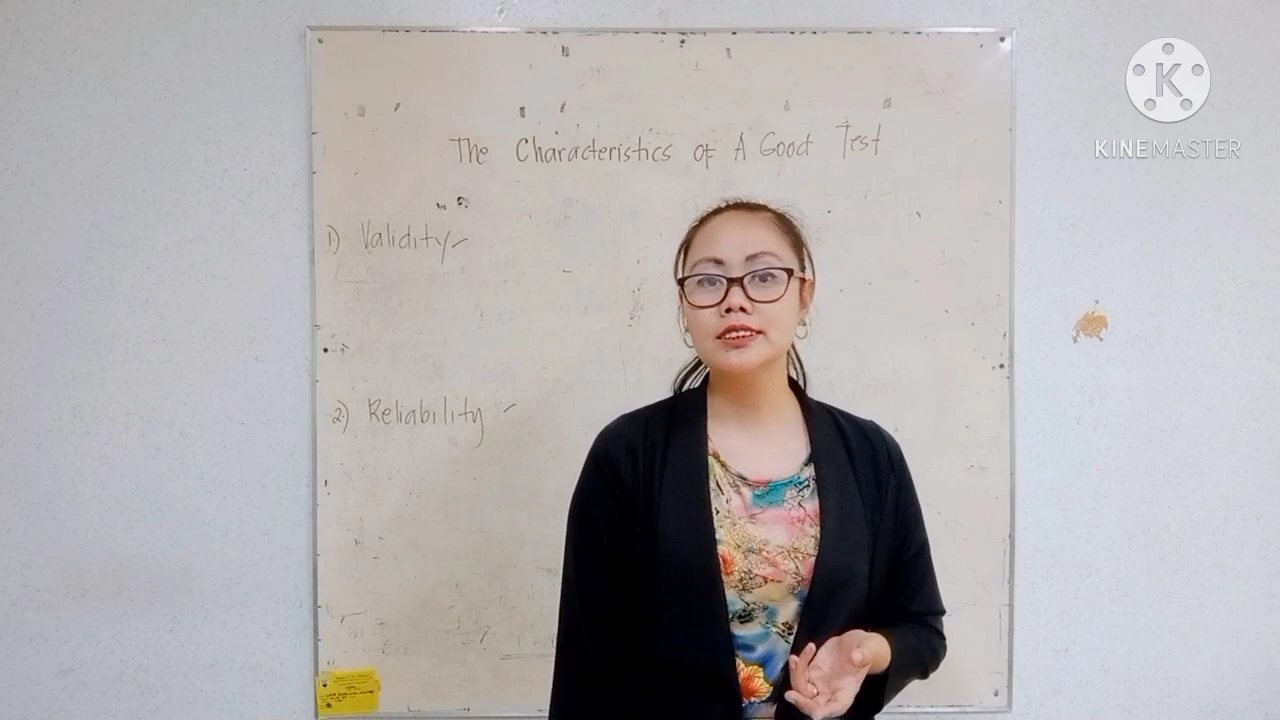 K
KINEMASTER
The Characteristics of A Good Test
1) Validity
2) Reliability